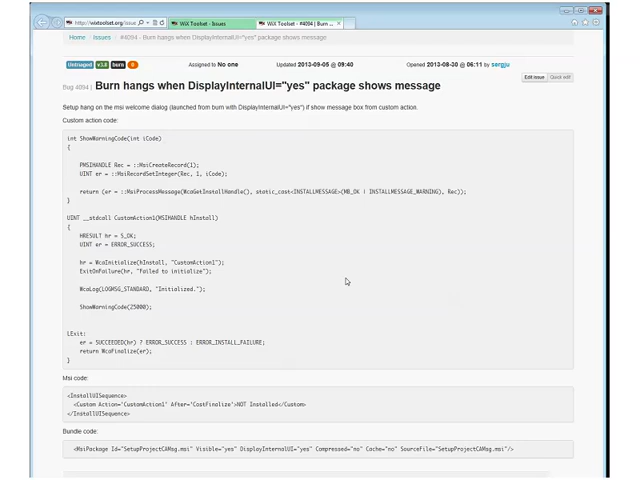 http://wixtoolset.org/issue
WiX Toolset - Issues
WiX Toolset - #4094 | Burn ...
Home Issues #4094 - Burn hangs when DisplayInternalUI="yes" package shows message
Untriaged v3.8 burn 0
Assigned to No one
Updated 2013-09-05 @ 09:40
Opened 2013-08-30 @ 06:11 by sergju
Bug 4094 | Burn hangs when DisplayInternalUI="yes" package shows message
Edit issue Quick edit
Setup hang on the msi welcome dialog (launched from burn with DisplayInternalUI="yes") if show message box from custom action.
Custom action code:
int ShowWarningCode(int iCode)
{
PMSIHANDLE Rec = ::MsiCreateRecord(1);
UINT er = ::MsiRecordSetInteger(Rec, 1, iCode);
return (er = ::MsiProcessMessage(WcaGetInstallHandle(), static_cast<INSTALLMESSAGE>(MB_OK | INSTALLMESSAGE_WARNING), Rec));
}
UINT __stdcall CustomAction1(MSIHANDLE hInstall)
{
HRESULT hr = S_OK;
UINT er = ERROR_SUCCESS;
hr = WcaInitialize(hInstall, "CustomAction1");
ExitOnFailure(hr, "Failed to initialize");
WcaLog(LOGMSG_STANDARD, "Initialized.");
ShowWarningCode(25000);
LExit:
er = SUCCEEDED(hr) ? ERROR_SUCCESS : ERROR_INSTALL_FAILURE;
return WcaFinalize(er);
}
Msi code:
<InstallUISequence>
<Custom Action='CustomAction1' After='CostFinalize'>NOT Installed</Custom>
</InstallUISequence>
Bundle code:
<MsiPackage Id="SetupProjectCAMsg.msi" Visible="yes" DisplayInternalUI="yes" Compressed="no" Cache="no" SourceFile="SetupProjectCAMsg.msi"/>